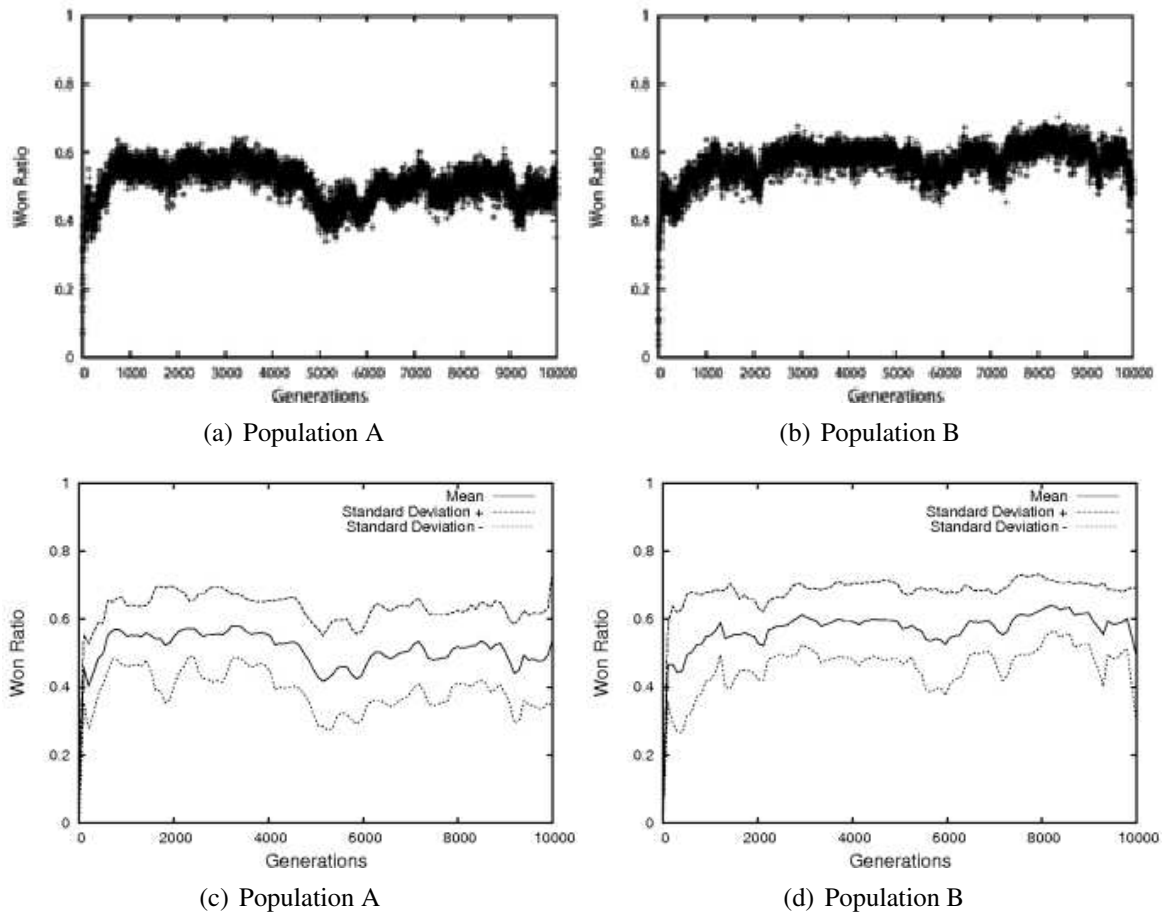 1
0.8
0.6
0.4
0.2
0
Won Ratio
0 1000 2000 3000 4000 5000 6000 7000 8000 9000 10000
Generations
(a) Population A
1
0.8
0.6
0.4
0.2
0
Won Ratio
0 1000 2000 3000 4000 5000 6000 7000 8000 9000 10000
Generations
(b) Population B
1
0.8
0.6
0.4
0.2
0
Won Ratio
Mean
Standard Deviation +
Standard Deviation -
0 2000 4000 6000 8000 10000
Generations
(c) Population A
1
0.8
0.6
0.4
0.2
0
Won Ratio
Mean
Standard Deviation +
Standard Deviation -
0 2000 4000 6000 8000 10000
Generations
(d) Population B